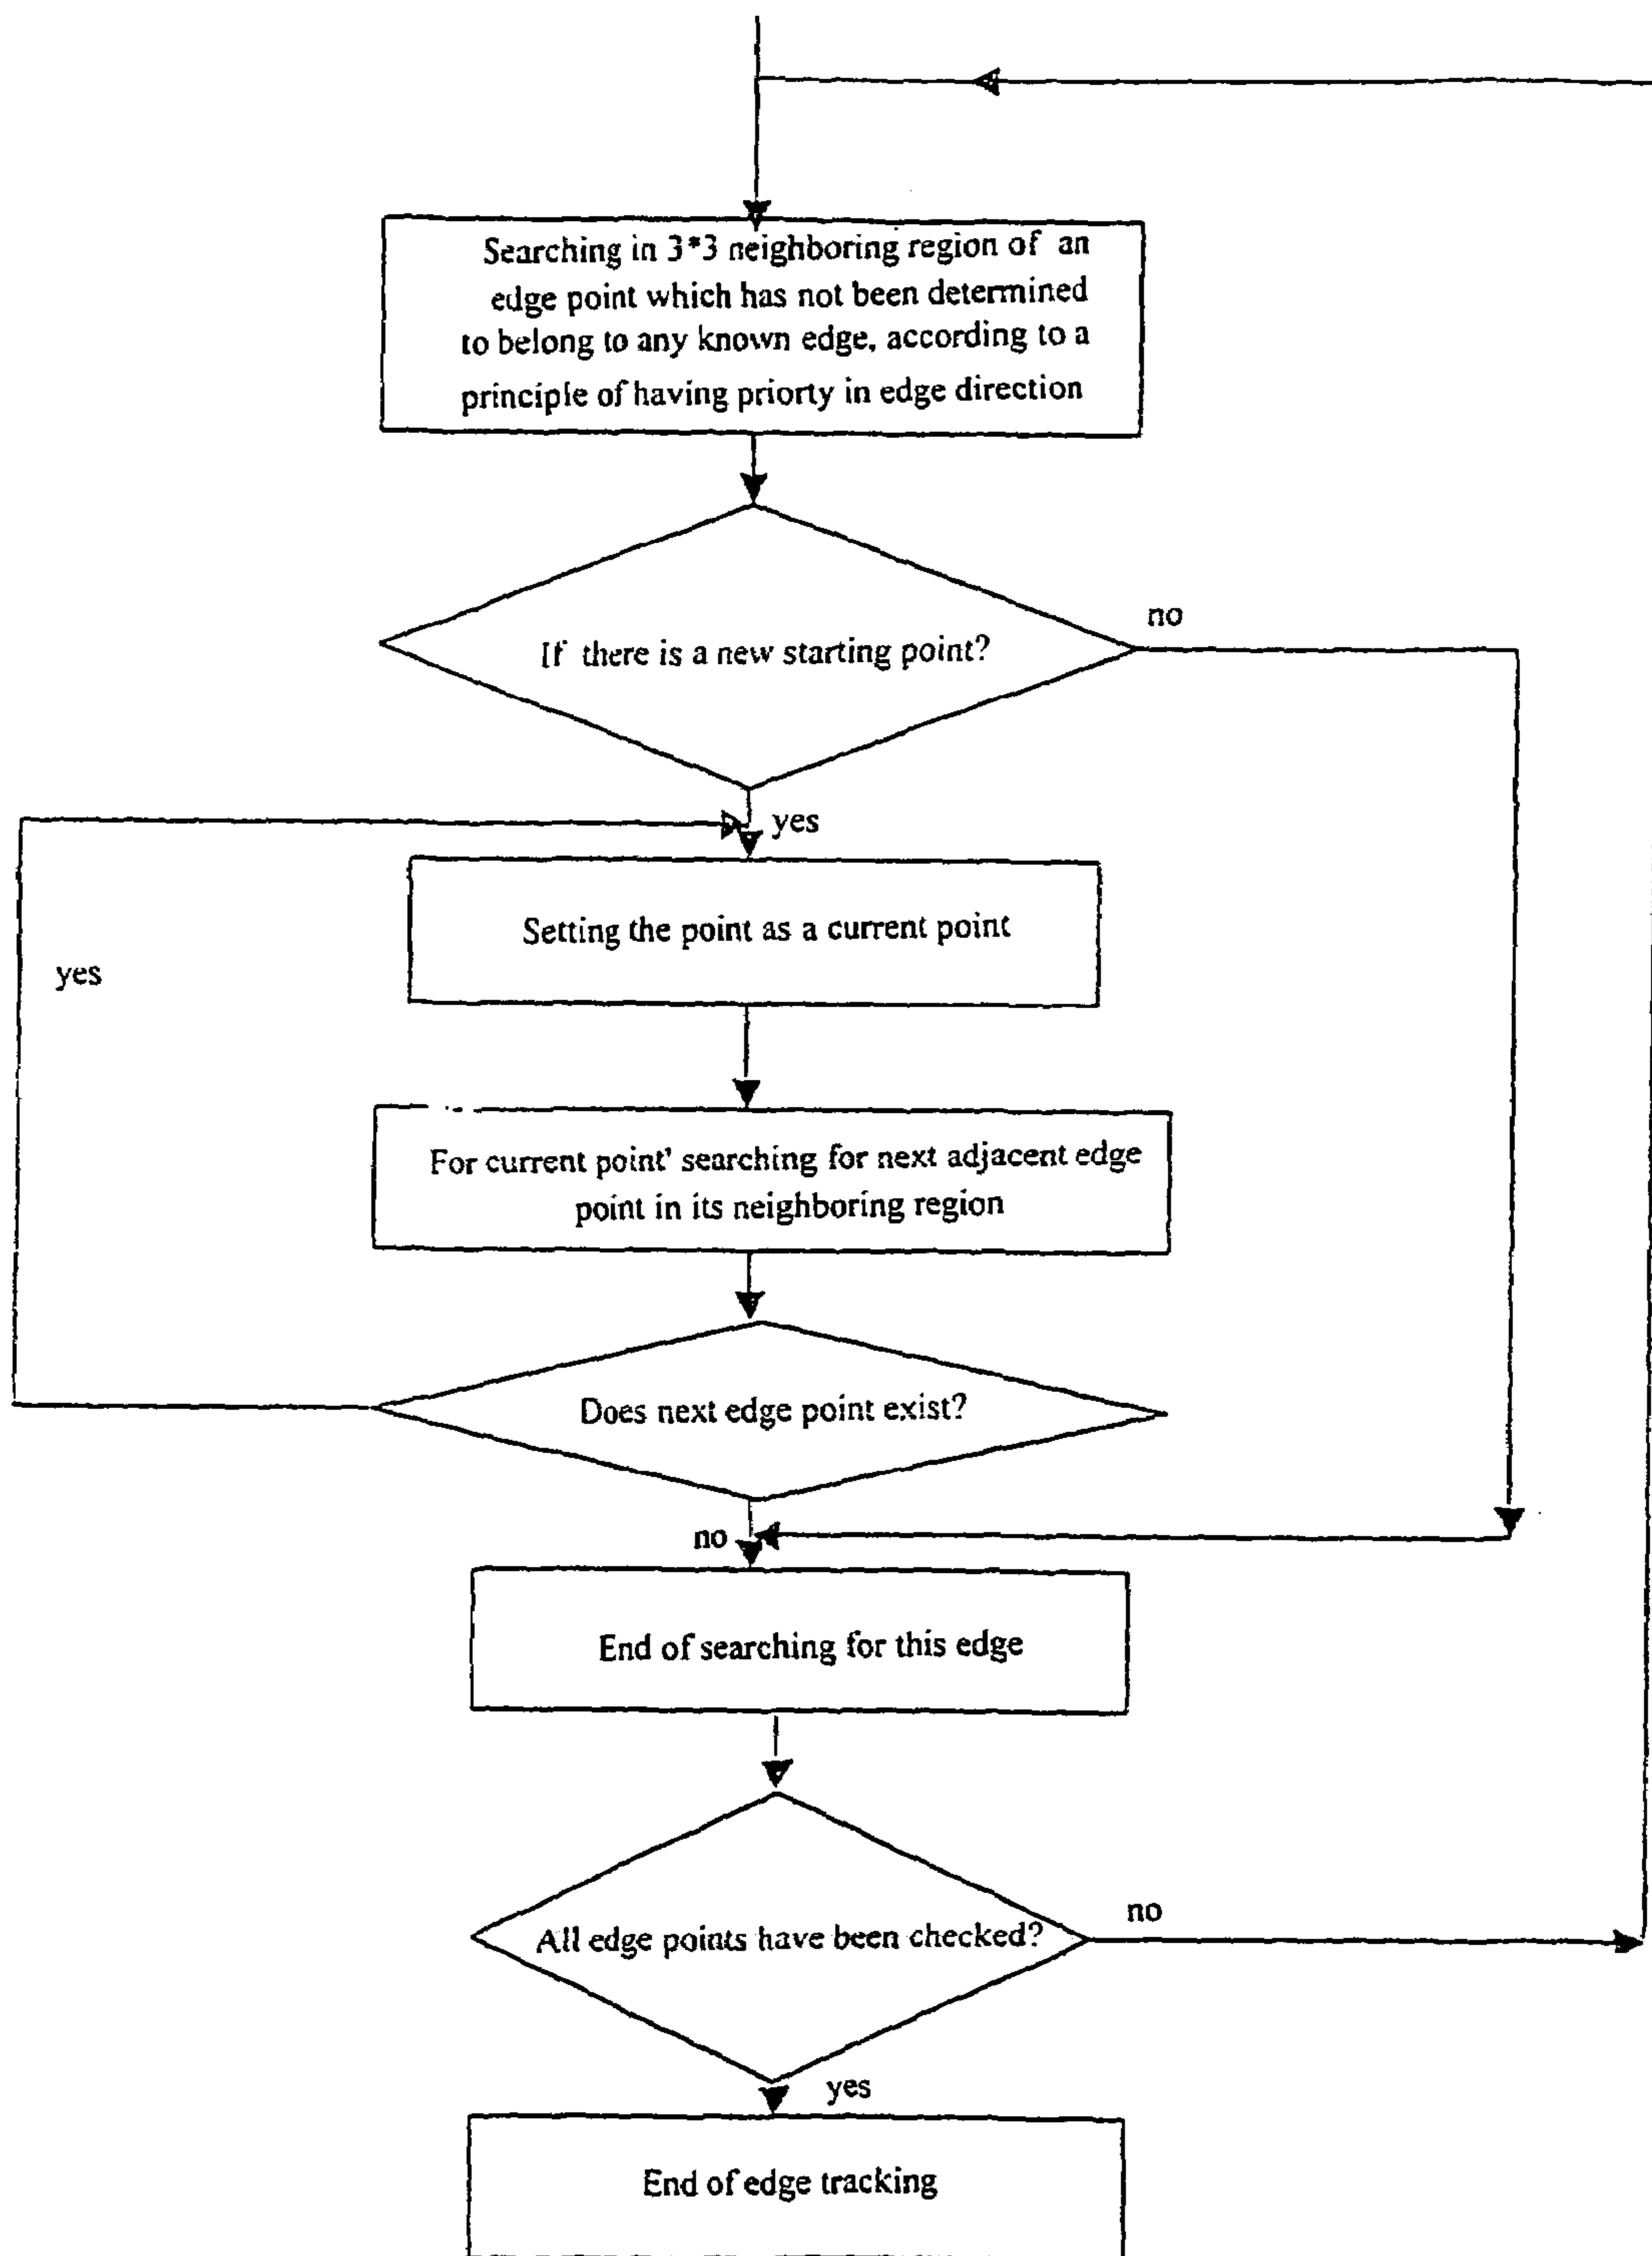 Searching in 3*3 neighboring region of an
edge point which has not been determined
to belong to any known edge, according to a
principle of having priorty in edge direction
no
If there is a new starting point?
yes
Setting the point as a current point
yes
For current point' searching for next adjacent edge
point in its neighboring region
Does next edge point exist?
no
End of searching for this edge
no
All edge points have been checked?
yes
End of edge tracking